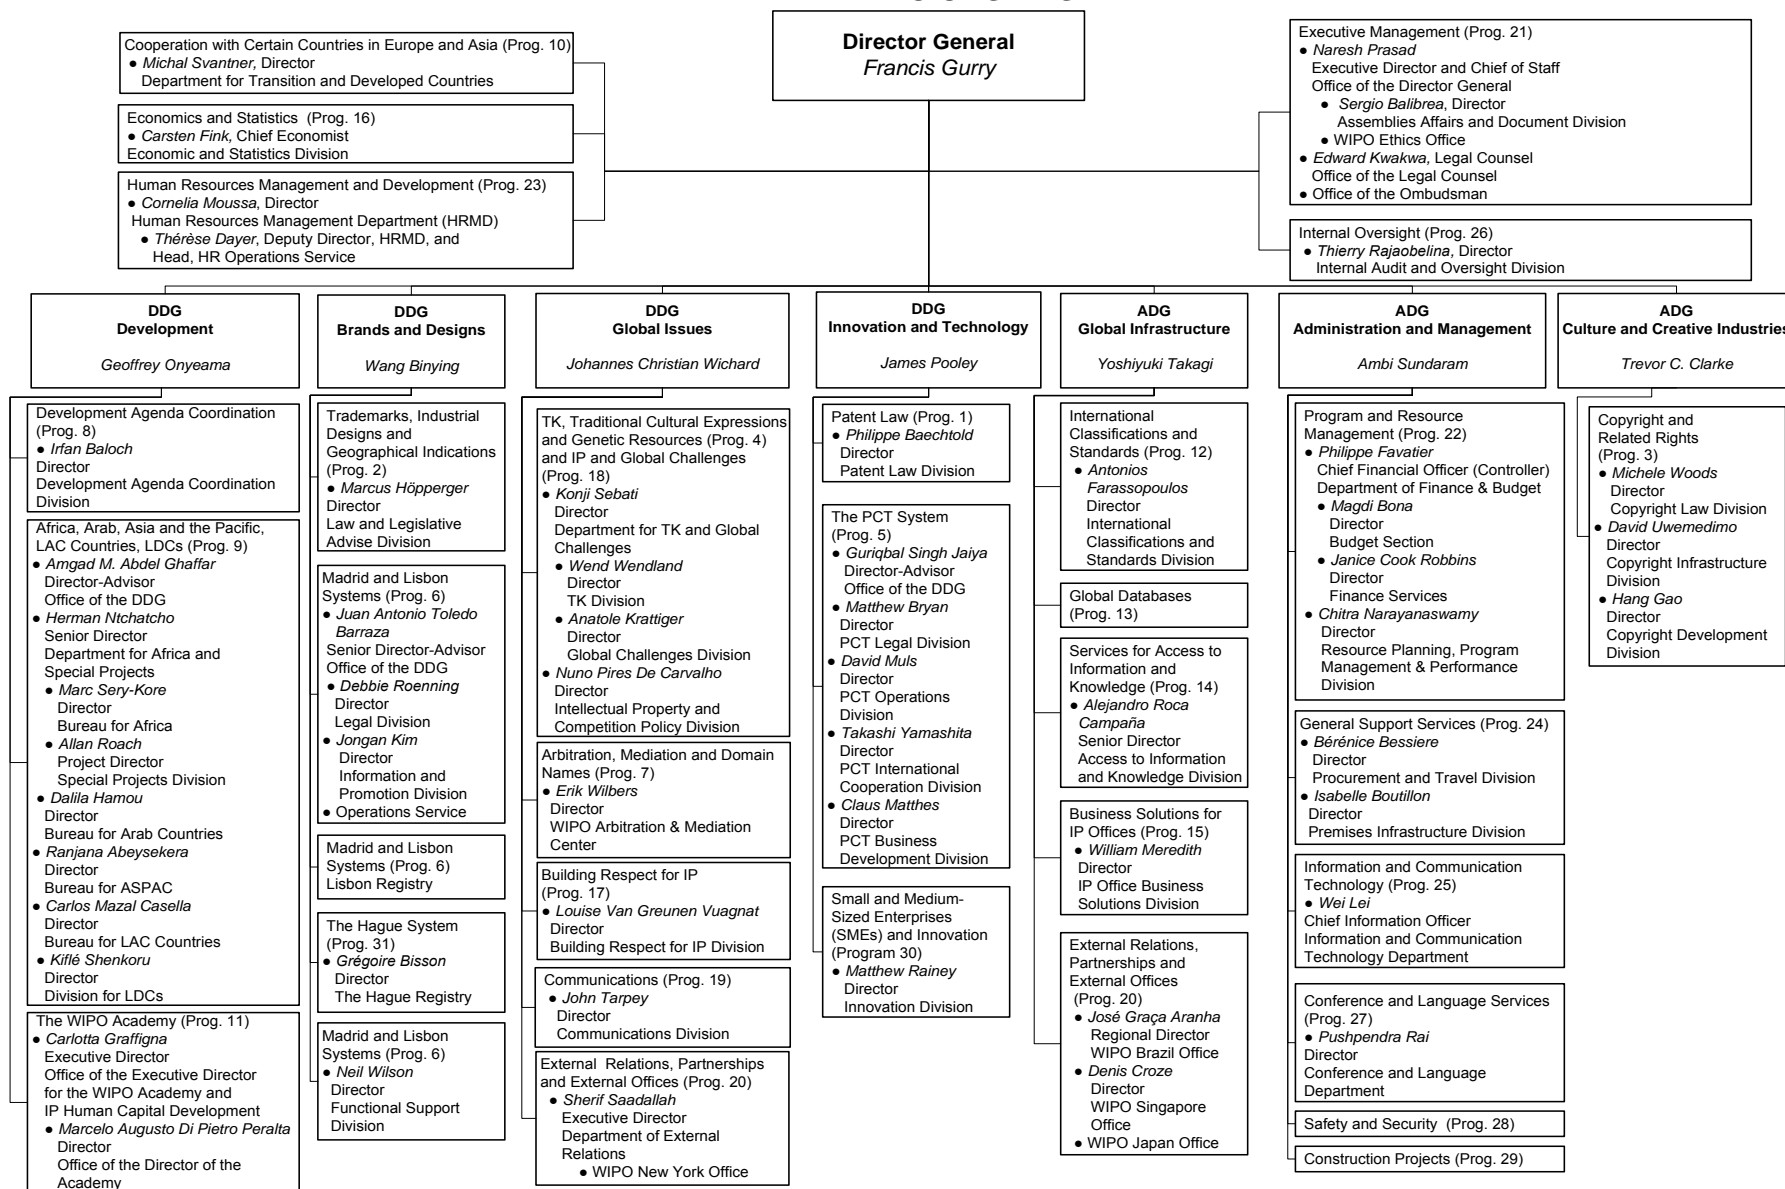 Director General
Francis Gurry
Cooperation with Certain Countries in Europe and Asia (Prog. 10)
● Michal Svantner, Director
Department for Transition and Developed Countries
Economics and Statistics (Prog. 16)
● Carsten Fink, Chief Economist
Economic and Statistics Division
Human Resources Management and Development (Prog. 23)
● Cornelia Moussa, Director
Human Resources Management Department (HRMD)
● Thérèse Dayer, Deputy Director, HRMD, and
Head, HR Operations Service
Executive Management (Prog. 21)
● Naresh Prasad
Executive Director and Chief of Staff
Office of the Director General
● Sergio Balibrea, Director
Assemblies Affairs and Document Division
● WIPO Ethics Office
● Edward Kwakwa, Legal Counsel
Office of the Legal Counsel
● Office of the Ombudsman
Internal Oversight (Prog. 26)
● Thierry Rajaobelina, Director
Internal Audit and Oversight Division
DDG
Development
Geoffrey Onyeama
Development Agenda Coordination
(Prog. 8)
● Irfan Baloch
Director
Development Agenda Coordination
Division
Africa, Arab, Asia and the Pacific,
LAC Countries, LDCs (Prog. 9)
● Amgad M. Abdel Ghaffar
Director-Advisor
Office of the DDG
● Herman Ntchatcho
Senior Director
Department for Africa and
Special Projects
● Marc Sery-Kore
Director
Bureau for Africa
● Allan Roach
Project Director
Special Projects Division
● Dalila Hamou
Director
Bureau for Arab Countries
● Ranjana Abeysekera
Director
Bureau for ASPAC
● Carlos Mazal Casella
Director
Bureau for LAC Countries
● Kiflé Shenkoru
Director
Division for LDCs
The WIPO Academy (Prog. 11)
● Carlotta Graffigna
Executive Director
Office of the Executive Director
for the WIPO Academy and
IP Human Capital Development
● Marcelo Augusto Di Pietro Peralta
Director
Office of the Director of the
Academy
DDG
Brands and Designs
Wang Binying
Trademarks, Industrial
Designs and
Geographical Indications
(Prog. 2)
● Marcus Höpperger
Director
Law and Legislative
Advise Division
Madrid and Lisbon
Systems (Prog. 6)
● Juan Antonio Toledo
Barraza
Senior Director-Advisor
Office of the DDG
● Debbie Roenning
Director
Legal Division
● Jongan Kim
Director
Information and
Promotion Division
● Operations Service
Madrid and Lisbon
Systems (Prog. 6)
Lisbon Registry
The Hague System
(Prog. 31)
● Grégoire Bisson
Director
The Hague Registry
Madrid and Lisbon
Systems (Prog. 6)
● Neil Wilson
Director
Functional Support
Division
DDG
Global Issues
Johannes Christian Wichard
TK, Traditional Cultural Expressions
and Genetic Resources (Prog. 4)
and IP and Global Challenges
(Prog. 18)
● Konji Sebati
Director
Department for TK and Global
Challenges
● Wend Wendland
Director
TK Division
● Anatole Krattiger
Director
Global Challenges Division
● Nuno Pires De Carvalho
Director
Intellectual Property and
Competition Policy Division
Arbitration, Mediation and Domain
Names (Prog. 7)
● Erik Wilbers
Director
WIPO Arbitration & Mediation
Center
Building Respect for IP
(Prog. 17)
● Louise Van Greunen Vuagnat
Director
Building Respect for IP Division
Communications (Prog. 19)
● John Tarpey
Director
Communications Division
External Relations, Partnerships
and External Offices (Prog. 20)
● Sherif Saadallah
Executive Director
Department of External
Relations
● WIPO New York Office
DDG
Innovation and Technology
James Pooley
Patent Law (Prog. 1)
● Philippe Baechtold
Director
Patent Law Division
The PCT System
(Prog. 5)
● Guriqbal Singh Jaiya
Director-Advisor
Office of the DDG
● Matthew Bryan
Director
PCT Legal Division
● David Muls
Director
PCT Operations
Division
● Takashi Yamashita
Director
PCT International
Cooperation Division
● Claus Matthes
Director
PCT Business
Development Division
Small and Medium-
Sized Enterprises
(SMEs) and Innovation
(Program 30)
● Matthew Rainey
Director
Innovation Division
ADG
Global Infrastructure
Yoshiyuki Takagi
International
Classifications and
Standards (Prog. 12)
● Antonios
Farassopoulos
Director
International
Classifications and
Standards Division
Global Databases
(Prog. 13)
Services for Access to
Information and
Knowledge (Prog. 14)
● Alejandro Roca
Campaña
Senior Director
Access to Information
and Knowledge Division
Business Solutions for
IP Offices (Prog. 15)
● William Meredith
Director
IP Office Business
Solutions Division
External Relations,
Partnerships and
External Offices
(Prog. 20)
● José Graça Aranha
Regional Director
WIPO Brazil Office
● Denis Croze
Director
WIPO Singapore
Office
● WIPO Japan Office
ADG
Administration and Management
Ambi Sundaram
Program and Resource
Management (Prog. 22)
● Philippe Favatier
Chief Financial Officer (Controller)
Department of Finance & Budget
● Magdi Bona
Director
Budget Section
● Janice Cook Robbins
Director
Finance Services
● Chitra Narayanaswamy
Director
Resource Planning, Program
Management & Performance
Division
General Support Services (Prog. 24)
● Bérénice Bessiere
Director
Procurement and Travel Division
● Isabelle Boutillon
Director
Premises Infrastructure Division
Information and Communication
Technology (Prog. 25)
● Wei Lei
Chief Information Officer
Information and Communication
Technology Department
Conference and Language Services
(Prog. 27)
● Pushpendra Rai
Director
Conference and Language
Department
Safety and Security (Prog. 28)
Construction Projects (Prog. 29)
ADG
Culture and Creative Industries
Trevor C. Clarke
Copyright and
Related Rights
(Prog. 3)
● Michele Woods
Director
Copyright Law Division
● David Uwemedimo
Director
Copyright Infrastructure
Division
● Hang Gao
Director
Copyright Development
Division